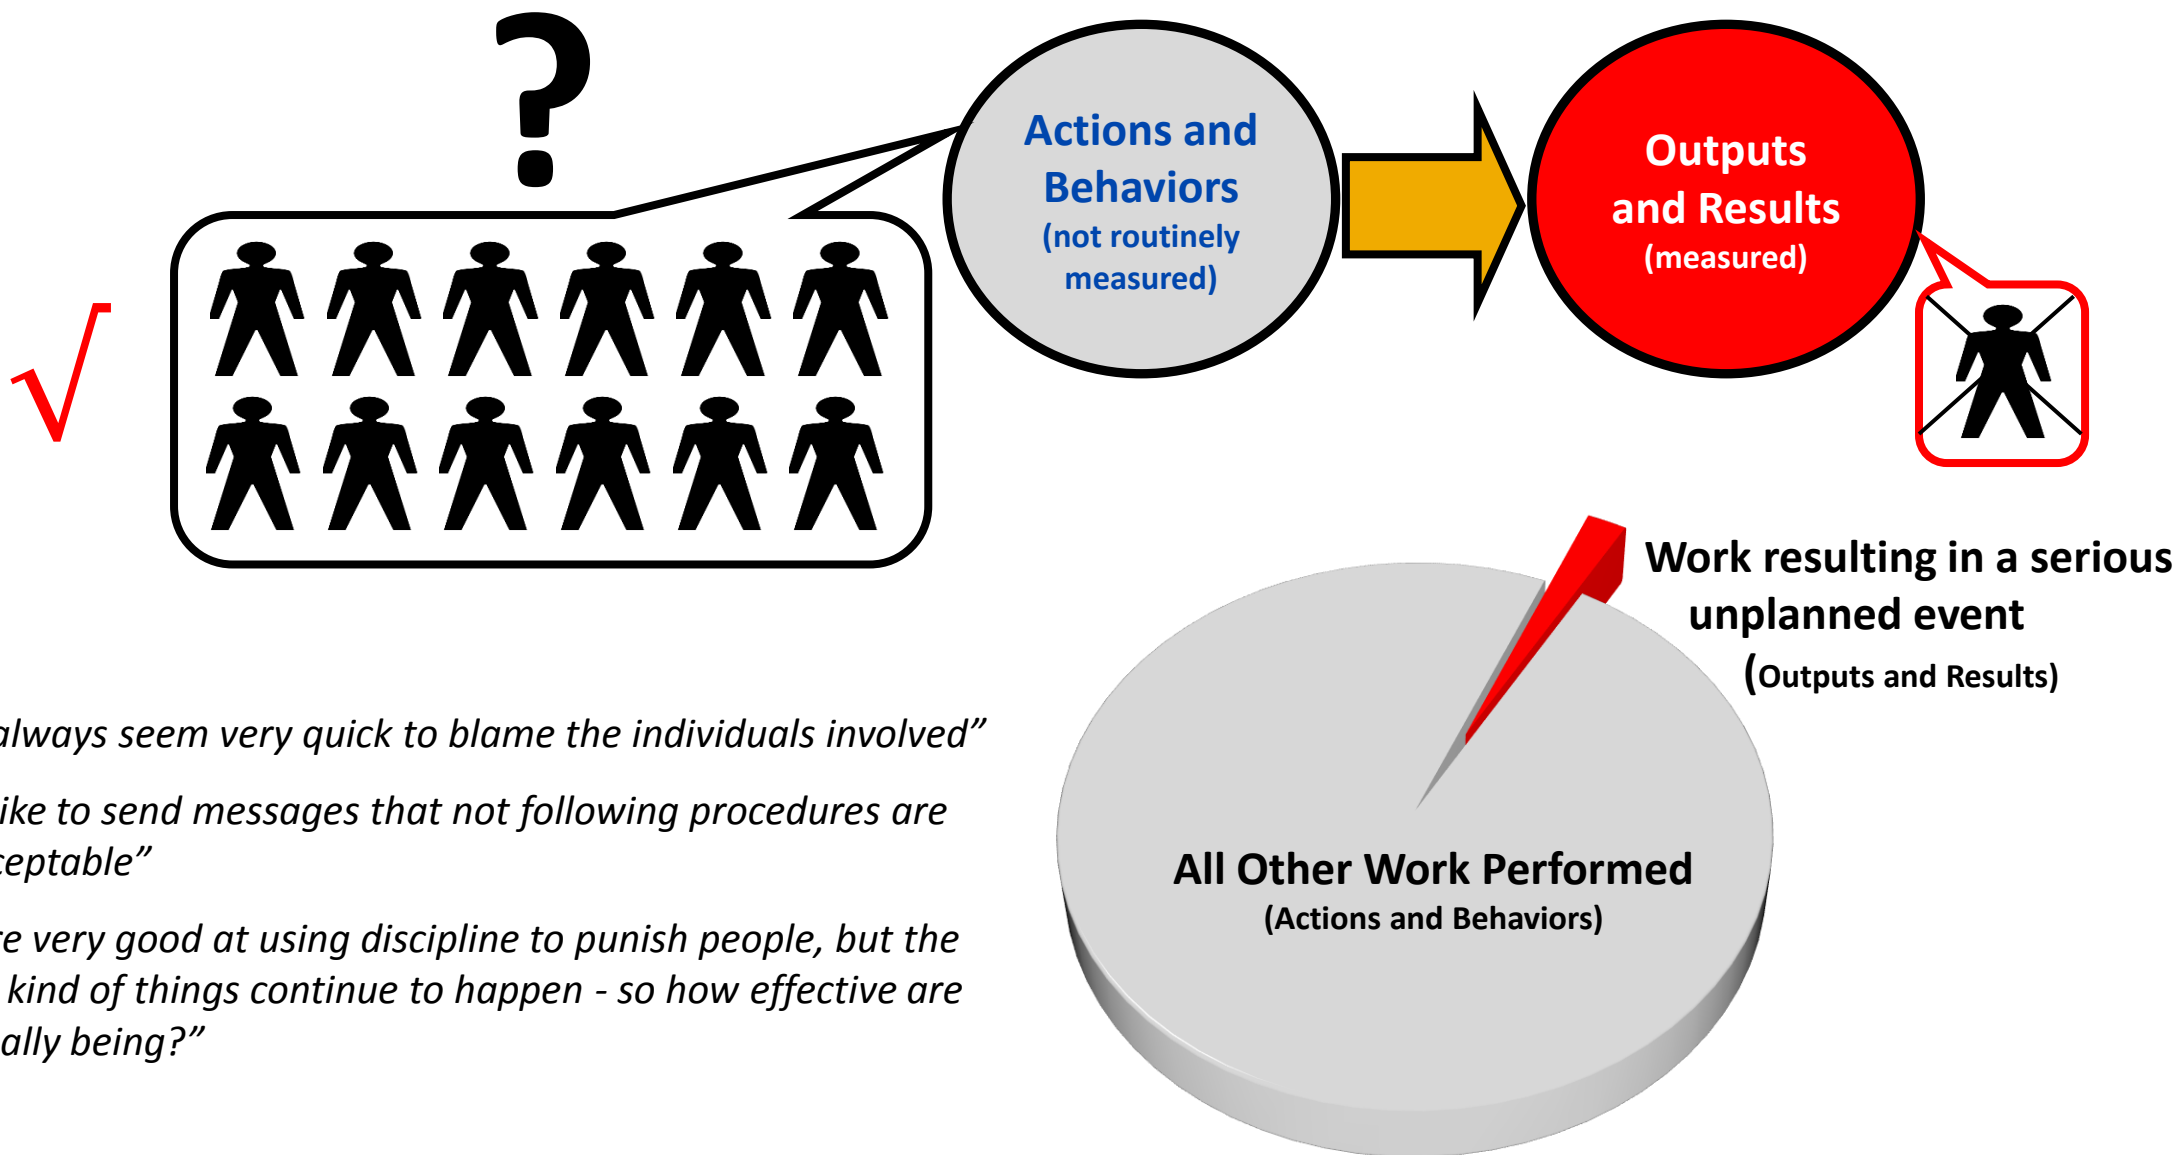 ?
Actions and
Behaviors
(not routinely
measured)
Outputs
and Results
(measured)
√
Work resulting in a serious
unplanned event
(Outputs and Results)
All Other Work Performed
(Actions and Behaviors)
always seem very quick to blame the individuals involved”
like to send messages that not following procedures are
ceptable”
re very good at using discipline to punish people, but the
kind of things continue to happen - so how effective are
ally being?”